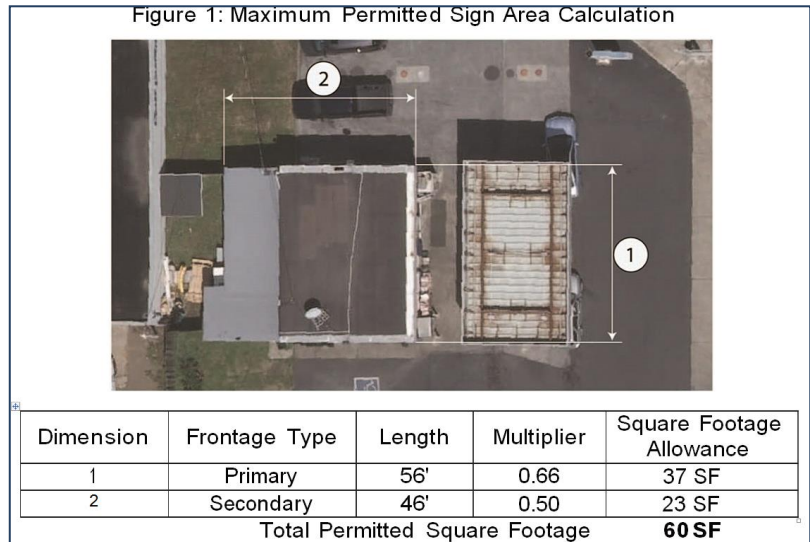 Figure 1: Maximum Permitted Sign Area Calculation
2
1
Dimension Frontage Type Length Multiplier Square Footage Allowance
1 Primary 56' 0.66 37 SF
2 Secondary 46' 0.50 23 SF
Total Permitted Square Footage 60 SF